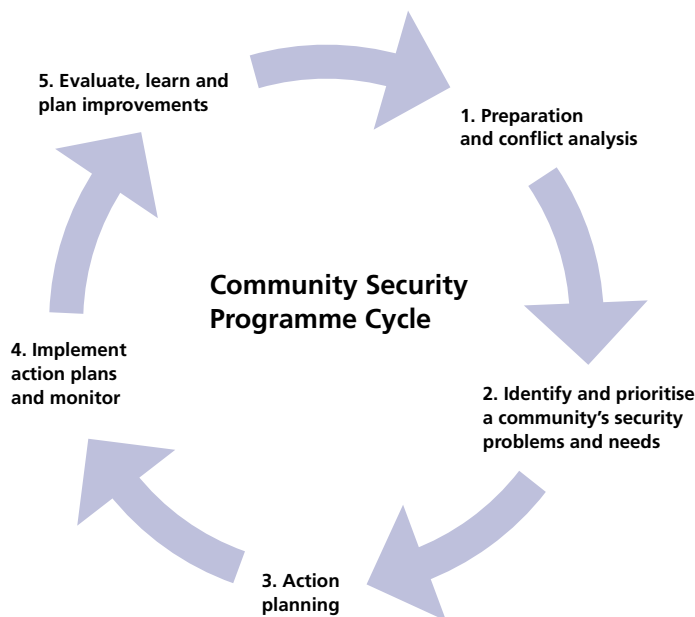 Community Security
Programme Cycle
1. Preparation
and conflict analysis
2. Identify and prioritise
a community's security
problems and needs
3. Action
planning
4. Implement
action plans
and monitor
5. Evaluate, learn and
plan improvements